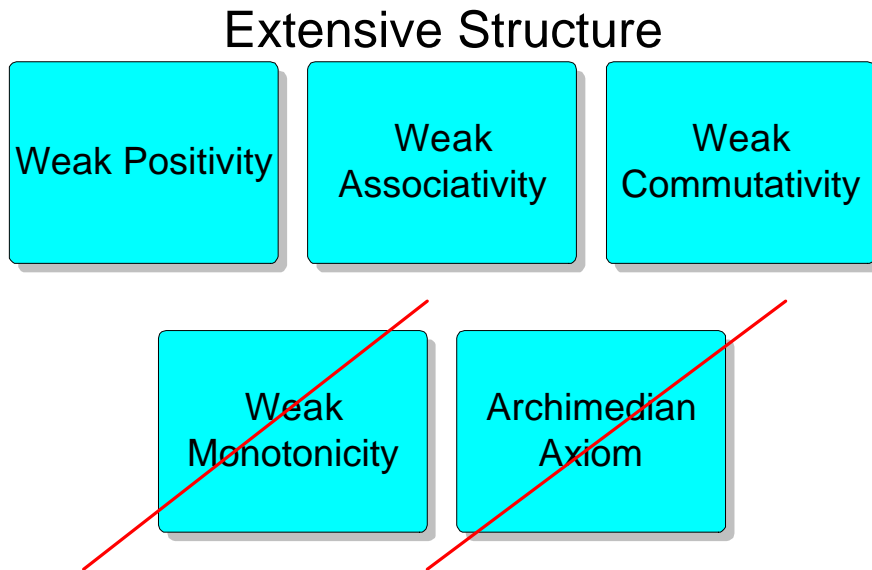 Extensive Structure
Weak Positivity
Weak
Associativity
Weak
Commutativity
Weak
Monotonicity
Archimedian
Axiom